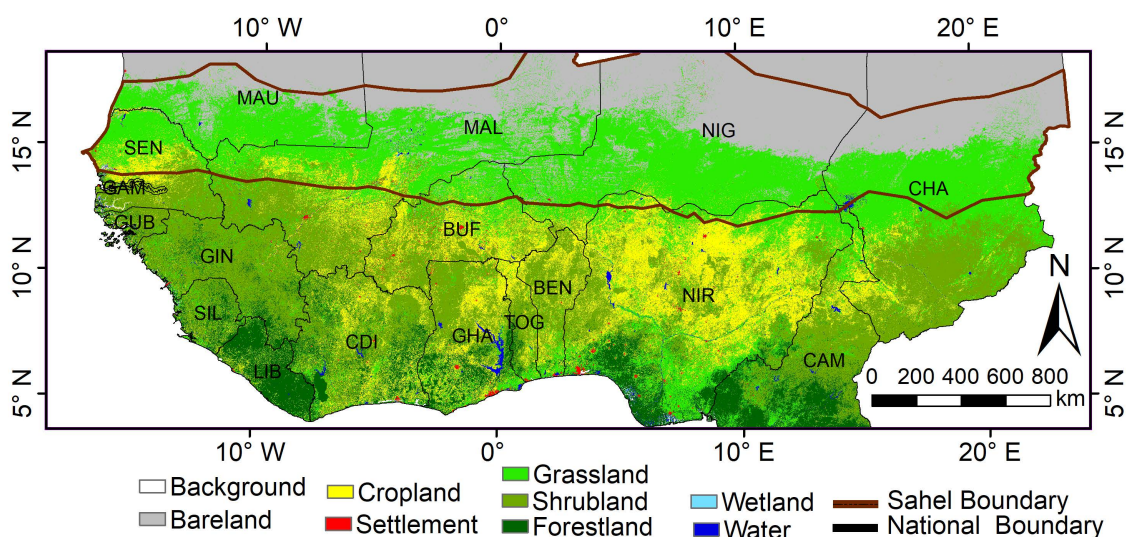 10° W 0° 10° E 20° E
15° N 15° N
10° N 10° N
5° N 5° N
MAU
MAL
NIG
SEN
CHA
GAM
GUB
BUF
GIN
BEN
NIR
SIL
TOG
CDI
GHA
CAM
LIB
N
0 200 400 600 800
km
10° W 0° 10° E 20° E
Background
Bareland
Cropland
Settlement
Grassland
Shrubland
Forestland
Wetland
Water
Sahel Boundary
National Boundary